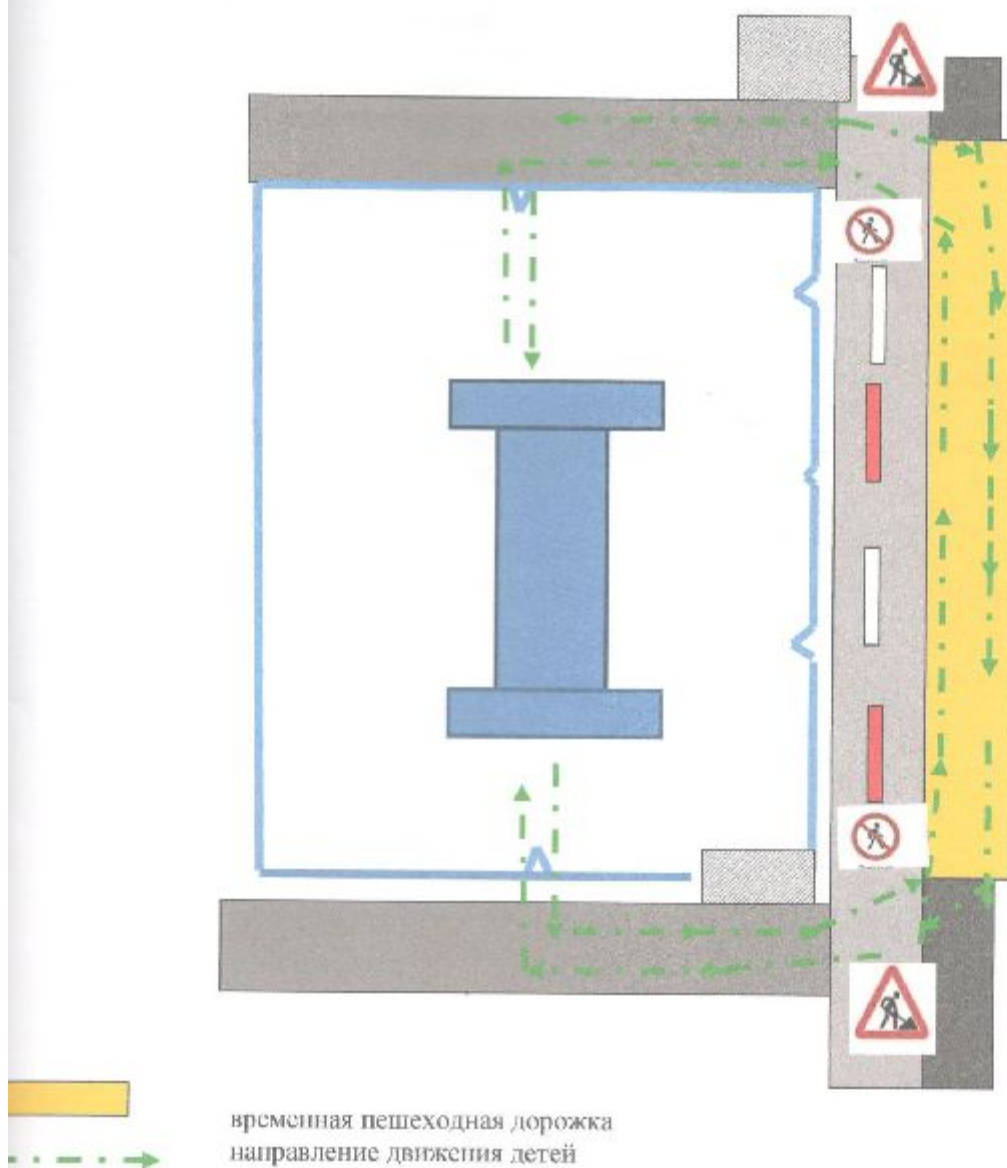 временная пешеходная дорожка
направление движения детей